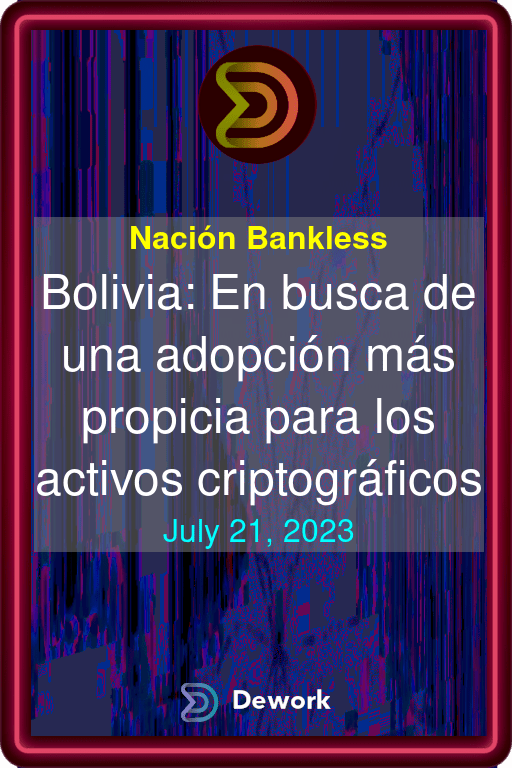 Nación Bankless
Bolivia: En busca de
una adopción más
propicia para los
activos criptográficos
July 21, 2023
Dework